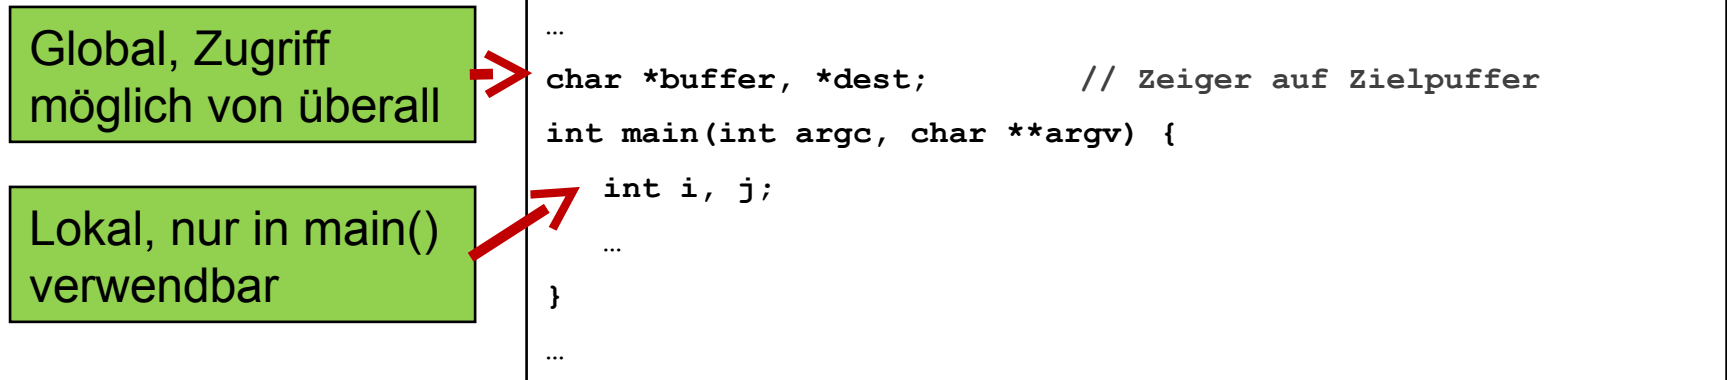 Global, Zugriff
möglich von überall
Lokal, nur in main()
verwendbar
…
char *buffer, *dest; // Zeiger auf Zielpuffer
int main(int argc, char **argv) {
int i, j;
…
}
…